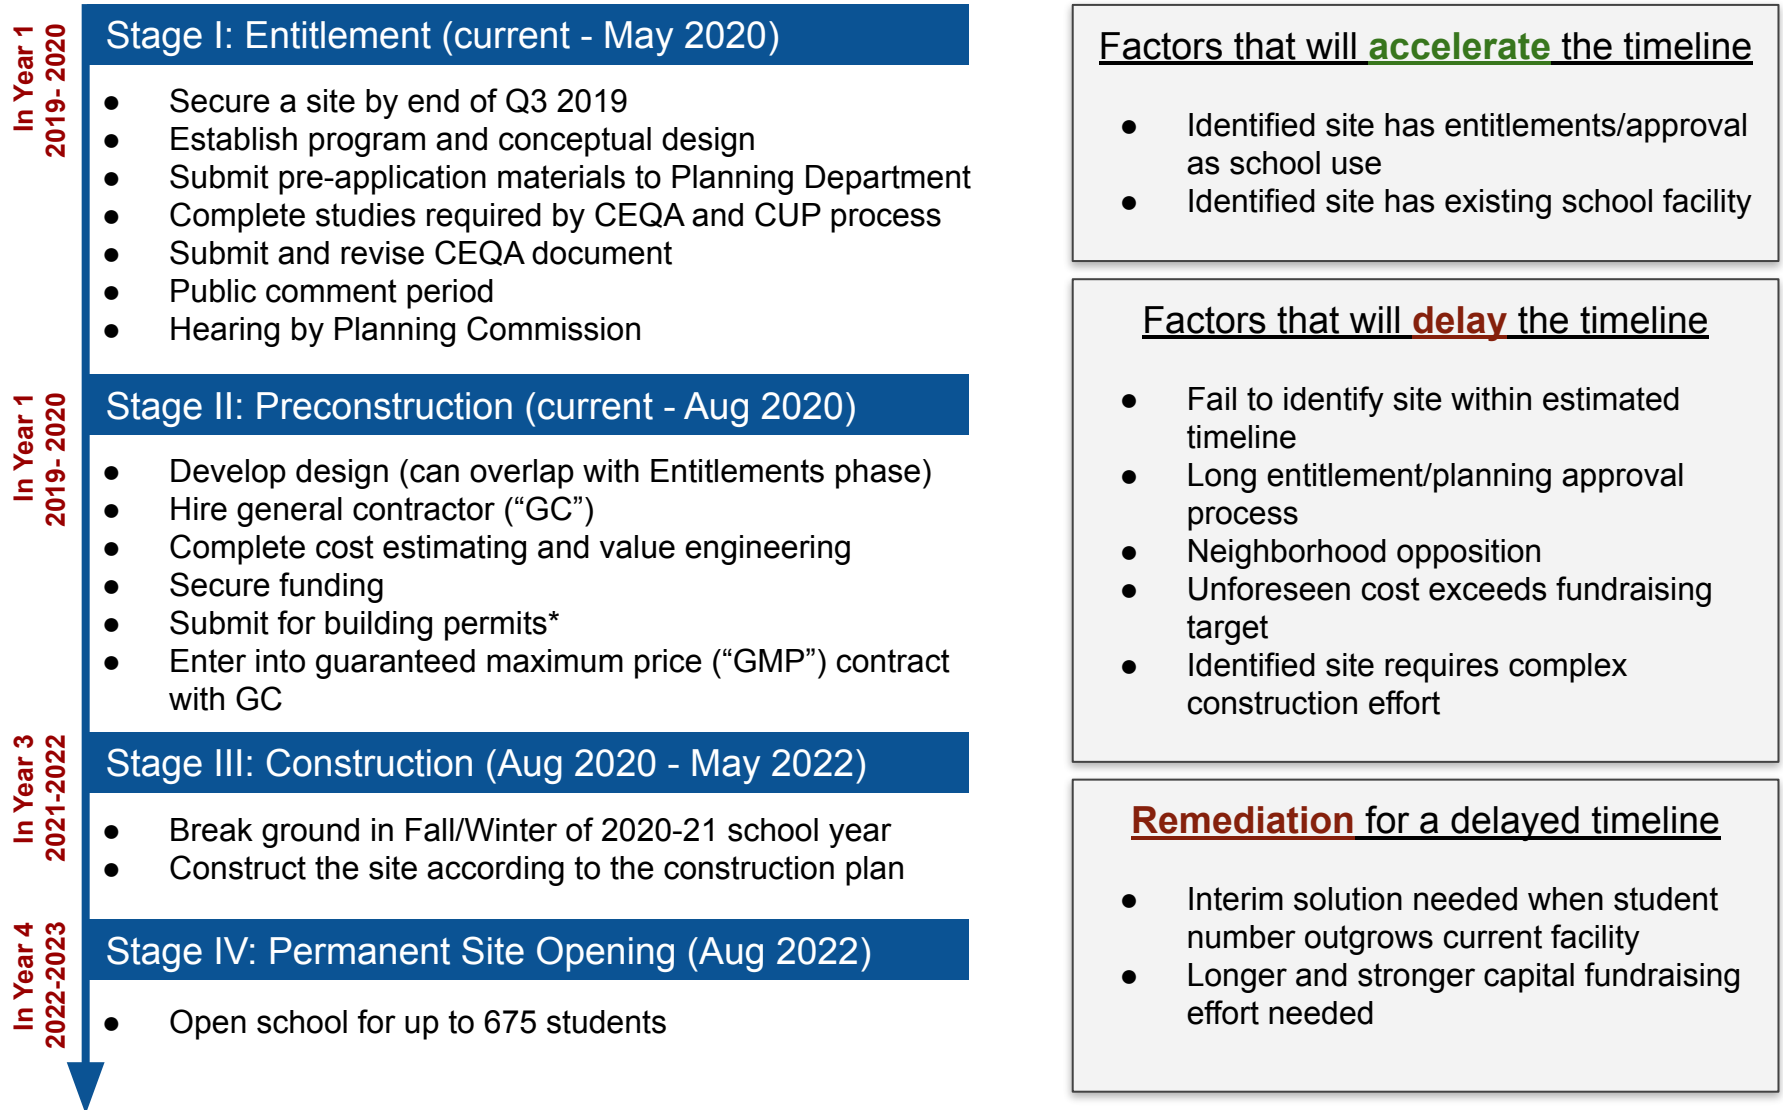 In Year 1
2019- 2020
Stage I: Entitlement (current - May 2020)
● Secure a site by end of Q3 2019
● Establish program and conceptual design
● Submit pre-application materials to Planning Department
● Complete studies required by CEQA and CUP process
● Submit and revise CEQA document
● Public comment period
● Hearing by Planning Commission
In Year 1
2019- 2020
Stage II: Preconstruction (current - Aug 2020)
● Develop design (can overlap with Entitlements phase)
● Hire general contractor (“GC”)
● Complete cost estimating and value engineering
● Secure funding
● Submit for building permits*
● Enter into guaranteed maximum price (“GMP”) contract
with GC
In Year 3
2021-2022
Stage III: Construction (Aug 2020 - May 2022)
● Break ground in Fall/Winter of 2020-21 school year
● Construct the site according to the construction plan
In Year 4
2022-2023
Stage IV: Permanent Site Opening (Aug 2022)
● Open school for up to 675 students
Factors that will accelerate the timeline
● Identified site has entitlements/approval
as school use
● Identified site has existing school facility
Factors that will delay the timeline
● Fail to identify site within estimated
timeline
● Long entitlement/planning approval
process
● Neighborhood opposition
● Unforeseen cost exceeds fundraising
target
● Identified site requires complex
construction effort
Remediation for a delayed timeline
● Interim solution needed when student
number outgrows current facility
● Longer and stronger capital fundraising
effort needed